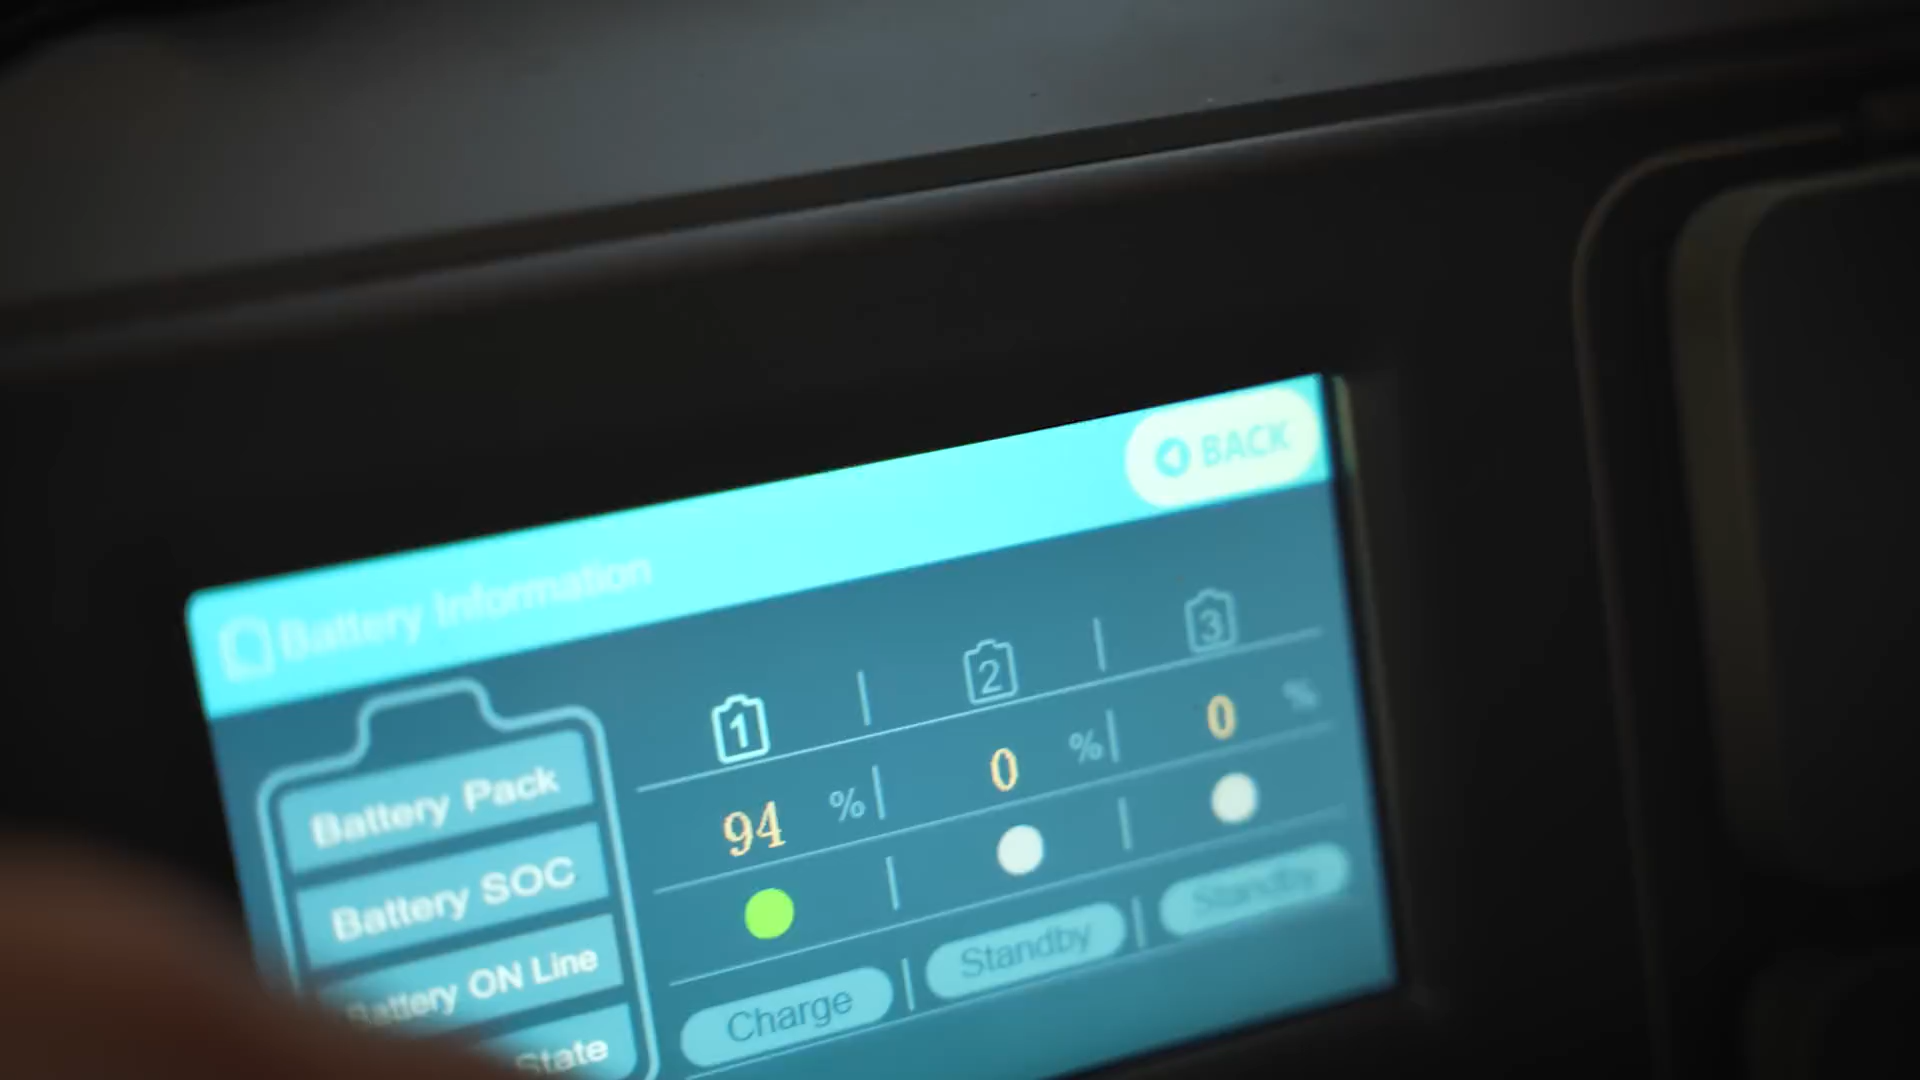 BACK
Battery Information
Battery Pack 1 2 3
Battery SOC 94 % 0 % 0 %
Battery ON Line
State Charge Standby Standby